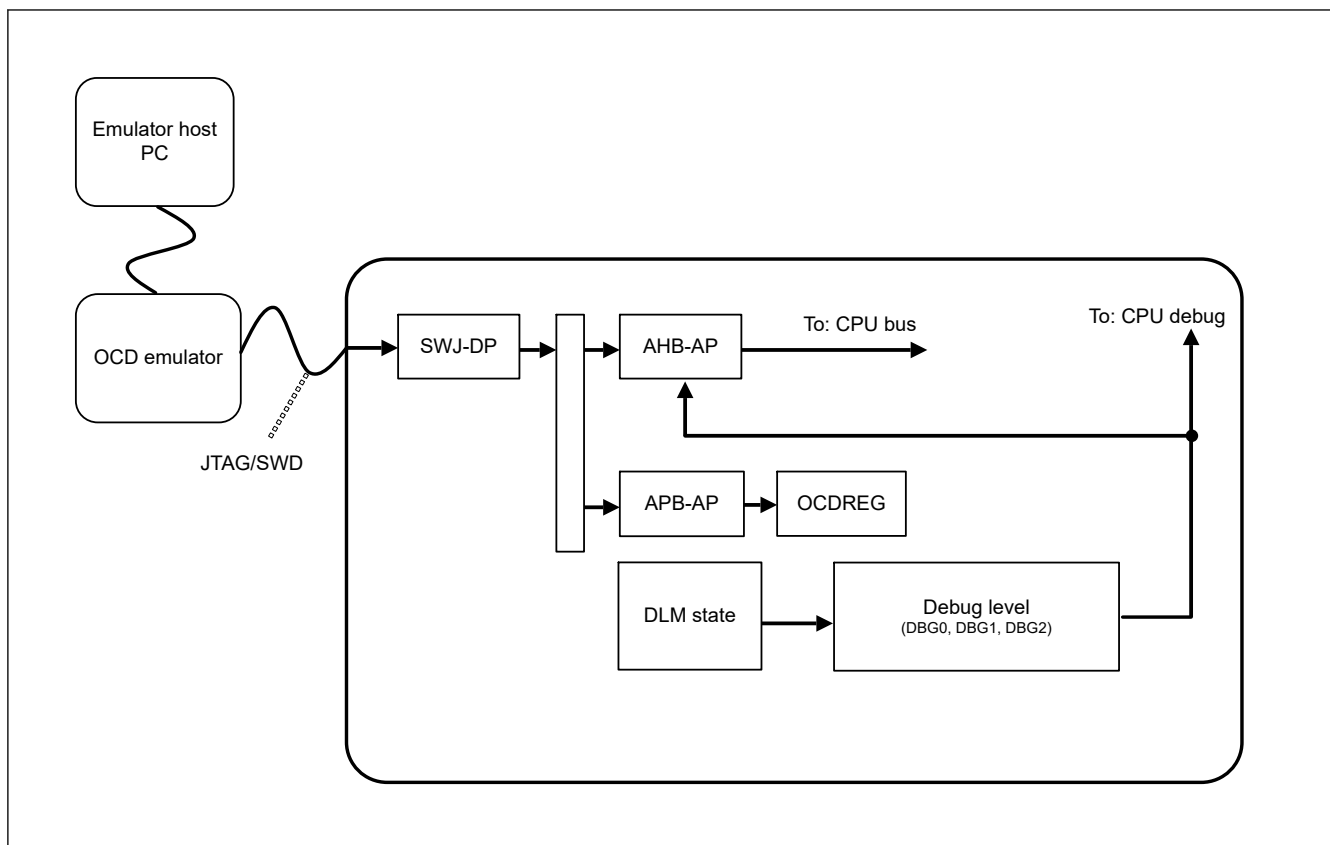 Emulator host
PC
OCD emulator
JTAG/SWD
SWJ-DP
AHB-AP
To: CPU bus
To: CPU debug
APB-AP
OCDREG
DLM state
Debug level
(DBG0, DBG1, DBG2)